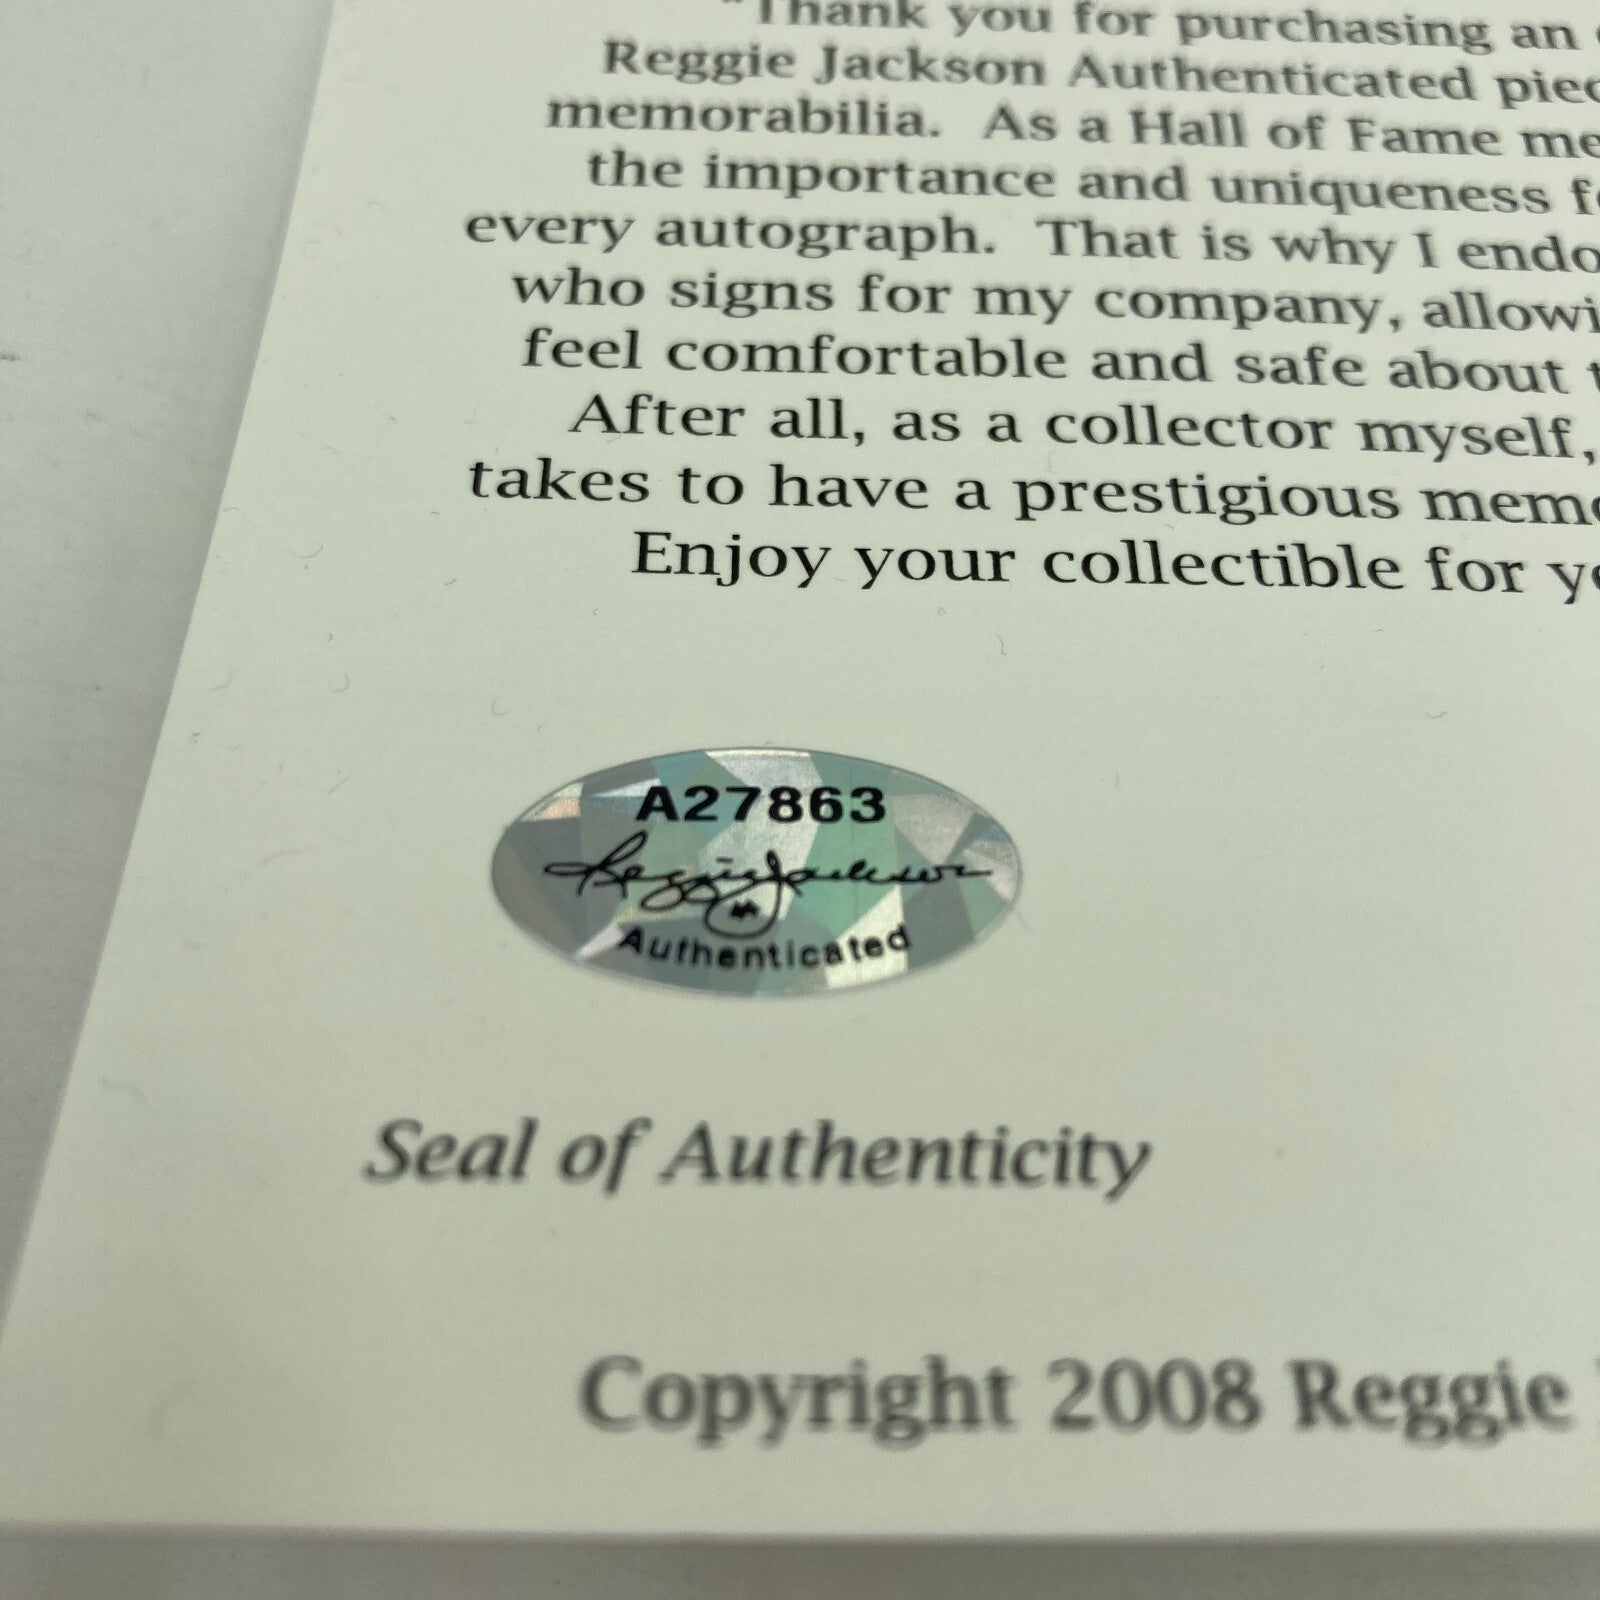 "Thank you for purchasing an
Reggie Jackson Authenticated piec
memorabilia. As a Hall of Fame me
the importance and uniqueness f
every autograph. That is why I endo
who signs for my company, allowi
feel comfortable and safe about t
After all, as a collector myself,
takes to have a prestigious memo
Enjoy your collectible for y
A27863
Reggie Jackson
Authenticated
Seal of Authenticity
Copyright 2008 Reggie